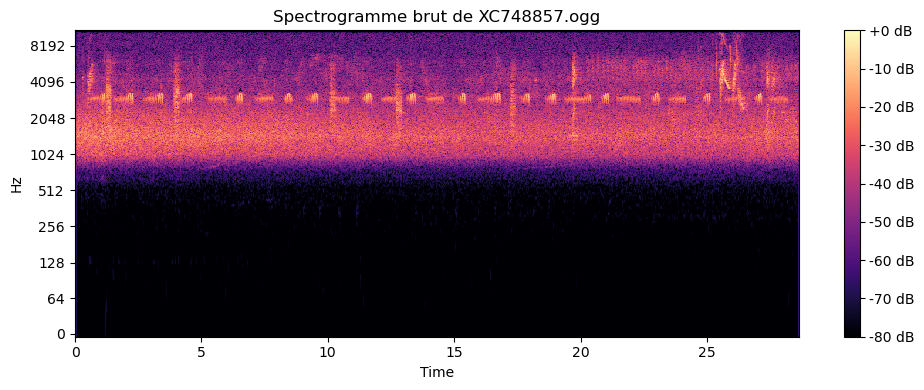 Spectrogramme brut de XC748857.ogg
Hz
8192
4096
2048
1024
512
256
128
64
0
0 5 10 15 20 25
Time
+0 dB
-10 dB
-20 dB
-30 dB
-40 dB
-50 dB
-60 dB
-70 dB
-80 dB